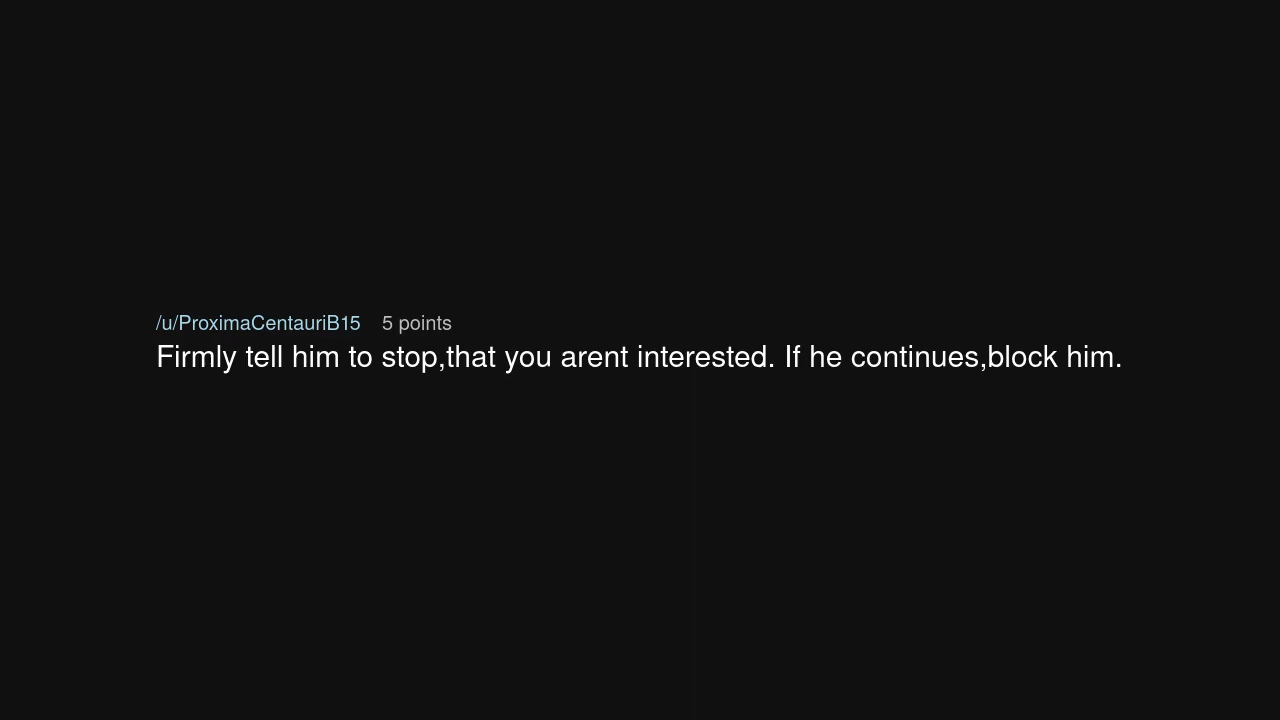 /u/ProximaCentauriB15 5 points
Firmly tell him to stop,that you arent interested. If he continues,block him.